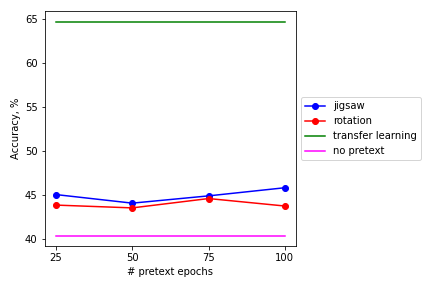 65
60
55
50
45
40
Accuracy, %
25 50 75 100
# pretext epochs
jigsaw
rotation
transfer learning
no pretext